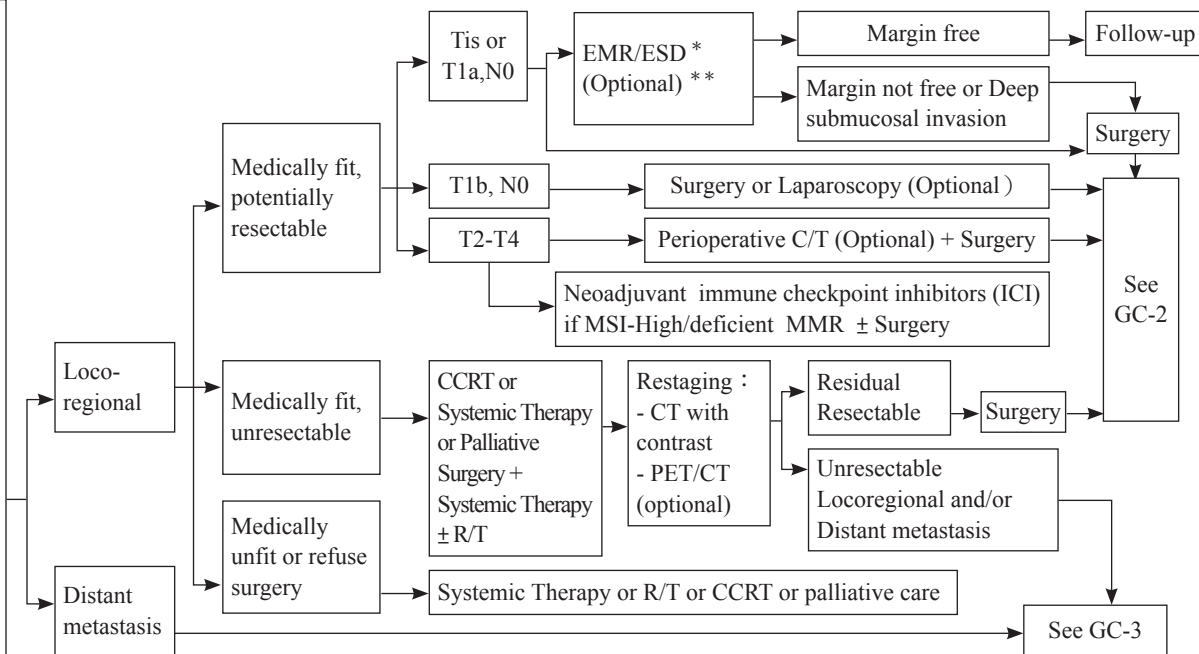 Tis or
T1a,N0
EMR/ESD *
(Optional) **
Margin free
Follow-up
Margin not free or Deep
submucosal invasion
Surgery
Medically fit,
potentially
resectable
T1b, N0
Surgery or Laparoscopy (Optional）
T2-T4
Perioperative C/T (Optional) + Surgery
Neoadjuvant immune checkpoint inhibitors (ICI)
if MSI-High/deficient MMR ± Surgery
See
GC-2
Loco-
regional
Medically fit,
unresectable
CCRT or
Systemic Therapy
or Palliative
Surgery +
Systemic Therapy
± R/T
Restaging：
- CT with
contrast
- PET/CT
(optional)
Residual
Resectable
Surgery
Unresectable
Locoregional and/or
Distant metastasis
Medically
unfit or refuse
surgery
Systemic Therapy or R/T or CCRT or palliative care
Distant
metastasis
See GC-3